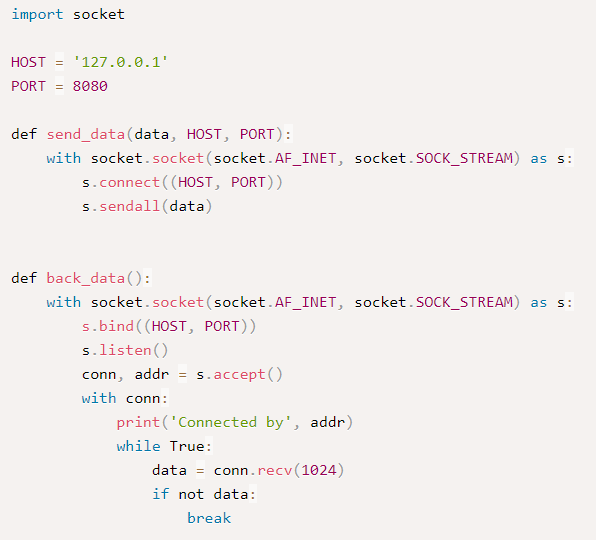 import socket
HOST = '127.0.0.1'
PORT = 8080
def send_data(data, HOST, PORT):
    with socket.socket(socket.AF_INET, socket.SOCK_STREAM) as s:
        s.connect((HOST, PORT))
        s.sendall(data)
def back_data():
    with socket.socket(socket.AF_INET, socket.SOCK_STREAM) as s:
        s.bind((HOST, PORT))
        s.listen()
        conn, addr = s.accept()
        with conn:
            print('Connected by', addr)
            while True:
                data = conn.recv(1024)
                if not data:
                    break